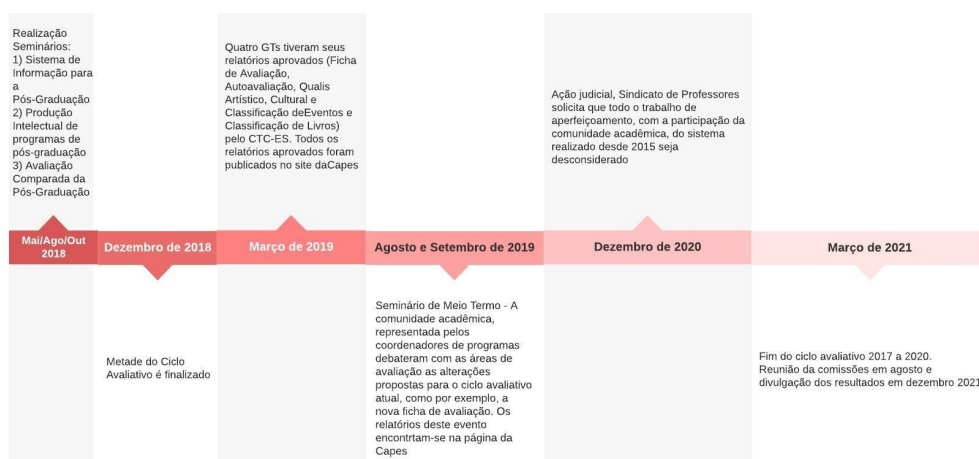 Realização
Seminários:
1) Sistema de
Informação para
a
Pós-Graduação
2) Produção
Intelectual de
programas de
pós-graduação
3) Avaliação
Comparada da
Pós-Graduação
Mai/Ago/Out
2018
Dezembro de 2018
Metade do Ciclo
Avaliativo é finalizado
Quatro GTs tiveram seus
relatórios aprovados (Ficha
de Avaliação,
Autoavaliação, Qualis
Artístico, Cultural e
Classificação deEventos e
Classificação de Livros)
pelo CTC-ES. Todos os
relatórios aprovados foram
publicados no site daCapes
Março de 2019
Agosto e Setembro de 2019
Seminário de Meio Termo - A
comunidade acadêmica,
representada pelos
coordenadores de programas
debateram com as áreas de
avaliação as alterações
propostas para o ciclo avaliativo
atual, como por exemplo, a
nova ficha de avaliação. Os
relatórios deste evento
encontrtam-se na página da
Capes
Ação judicial, Sindicato de Professores
solicita que todo o trabalho de
aperfeiçoamento, com a participação da
comunidade acadêmica, do sistema
realizado desde 2015 seja
desconsiderado
Dezembro de 2020
Março de 2021
Fim do ciclo avaliativo 2017 a 2020.
Reunião da comissões em agosto e
divulgação dos resultados em dezembro 2021